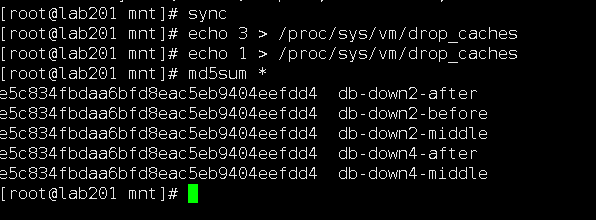 [root@lab201 mnt]# sync
[root@lab201 mnt]# echo 3 > /proc/sys/vm/drop_caches
[root@lab201 mnt]# echo 1 > /proc/sys/vm/drop_caches
[root@lab201 mnt]# md5sum *
e5c834fbdaa6bfd8eac5eb9404eefdd4  db-down2-after
e5c834fbdaa6bfd8eac5eb9404eefdd4  db-down2-before
e5c834fbdaa6bfd8eac5eb9404eefdd4  db-down2-middle
e5c834fbdaa6bfd8eac5eb9404eefdd4  db-down4-after
e5c834fbdaa6bfd8eac5eb9404eefdd4  db-down4-middle
[root@lab201 mnt]#